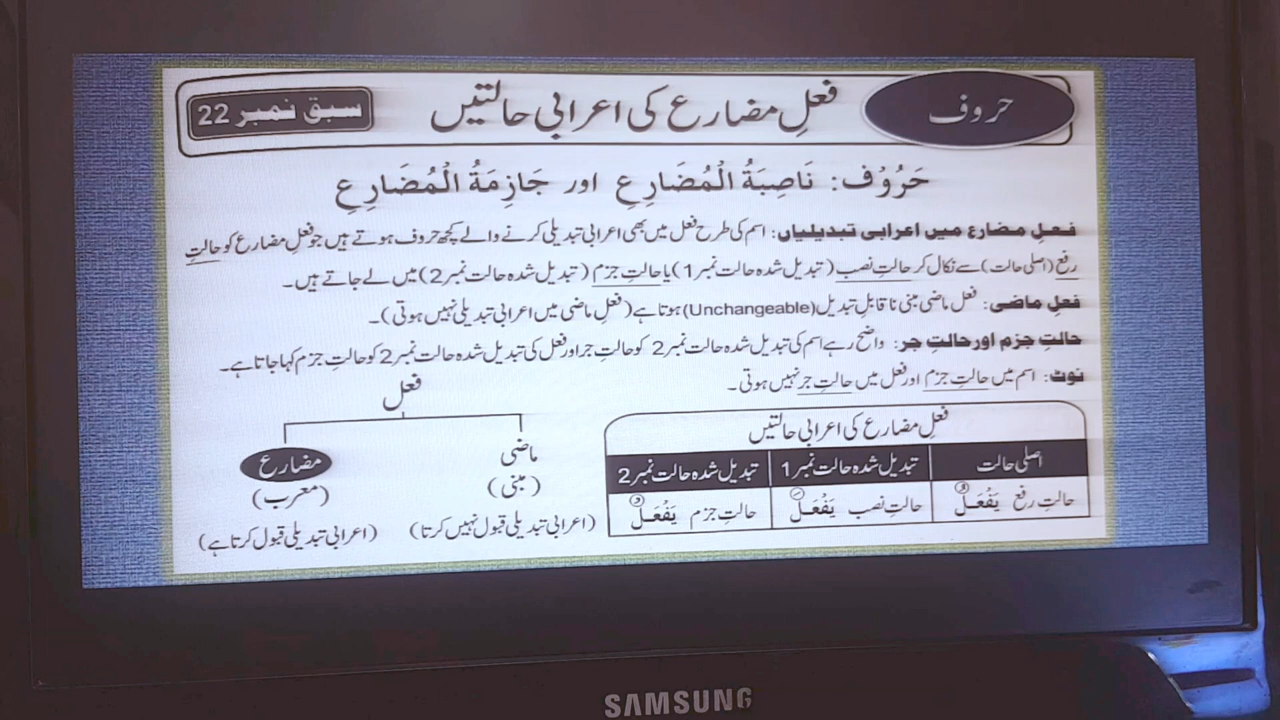 حروف
فعلِ مضارع کی اعرابی حالتیں
سبق نمبر 22
حَرُوْف: نَاصِبَةُ الْمُضَارِعِ اور جَازِمَةُ الْمُضَارِعِ
فعلِ مضارع میں اعرابی تبدیلیاں: اسم کی طرح فعل میں بھی اعرابی تبدیلی کرنے والے کچھ حروف ہوتے ہیں جو فعلِ مضارع کو حالتِ
رفع (اصلی حالت) سے نکال کر حالتِ نصب (تبدیل شدہ حالت نمبر 1) یا حالتِ جزم (تبدیل شدہ حالت نمبر 2) میں لے جاتے ہیں۔
فعلِ ماضی: فعل ماضی مبنی ناقابلِ تبدیل (Unchangeable) ہوتا ہے (فعلِ ماضی میں اعرابی تبدیلی نہیں ہوتی)۔
حالتِ جزم اور حالتِ جر: واضح رہے اسم کی تبدیل شدہ حالت نمبر 2 کو حالتِ جر اور فعل کی تبدیل شدہ حالت نمبر 2 کو حالتِ جزم کہا جاتا ہے۔
نوٹ: اسم میں حالتِ جزم اور فعل میں حالتِ جر نہیں ہوتی۔
فعلِ مضارع کی اعرابی حالتیں
اصلی حالت تبدیل شدہ حالت نمبر 1 تبدیل شدہ حالت نمبر 2
حالتِ رفع يَفْعَلُ حالتِ نصب يَفْعَلَ حالتِ جزم يَفْعَلْ
فعل
ماضی مضارع
(مبنی) (معرب)
(اعرابی تبدیلی قبول نہیں کرتا) (اعرابی تبدیلی قبول کرتا ہے)
SAMSUNG